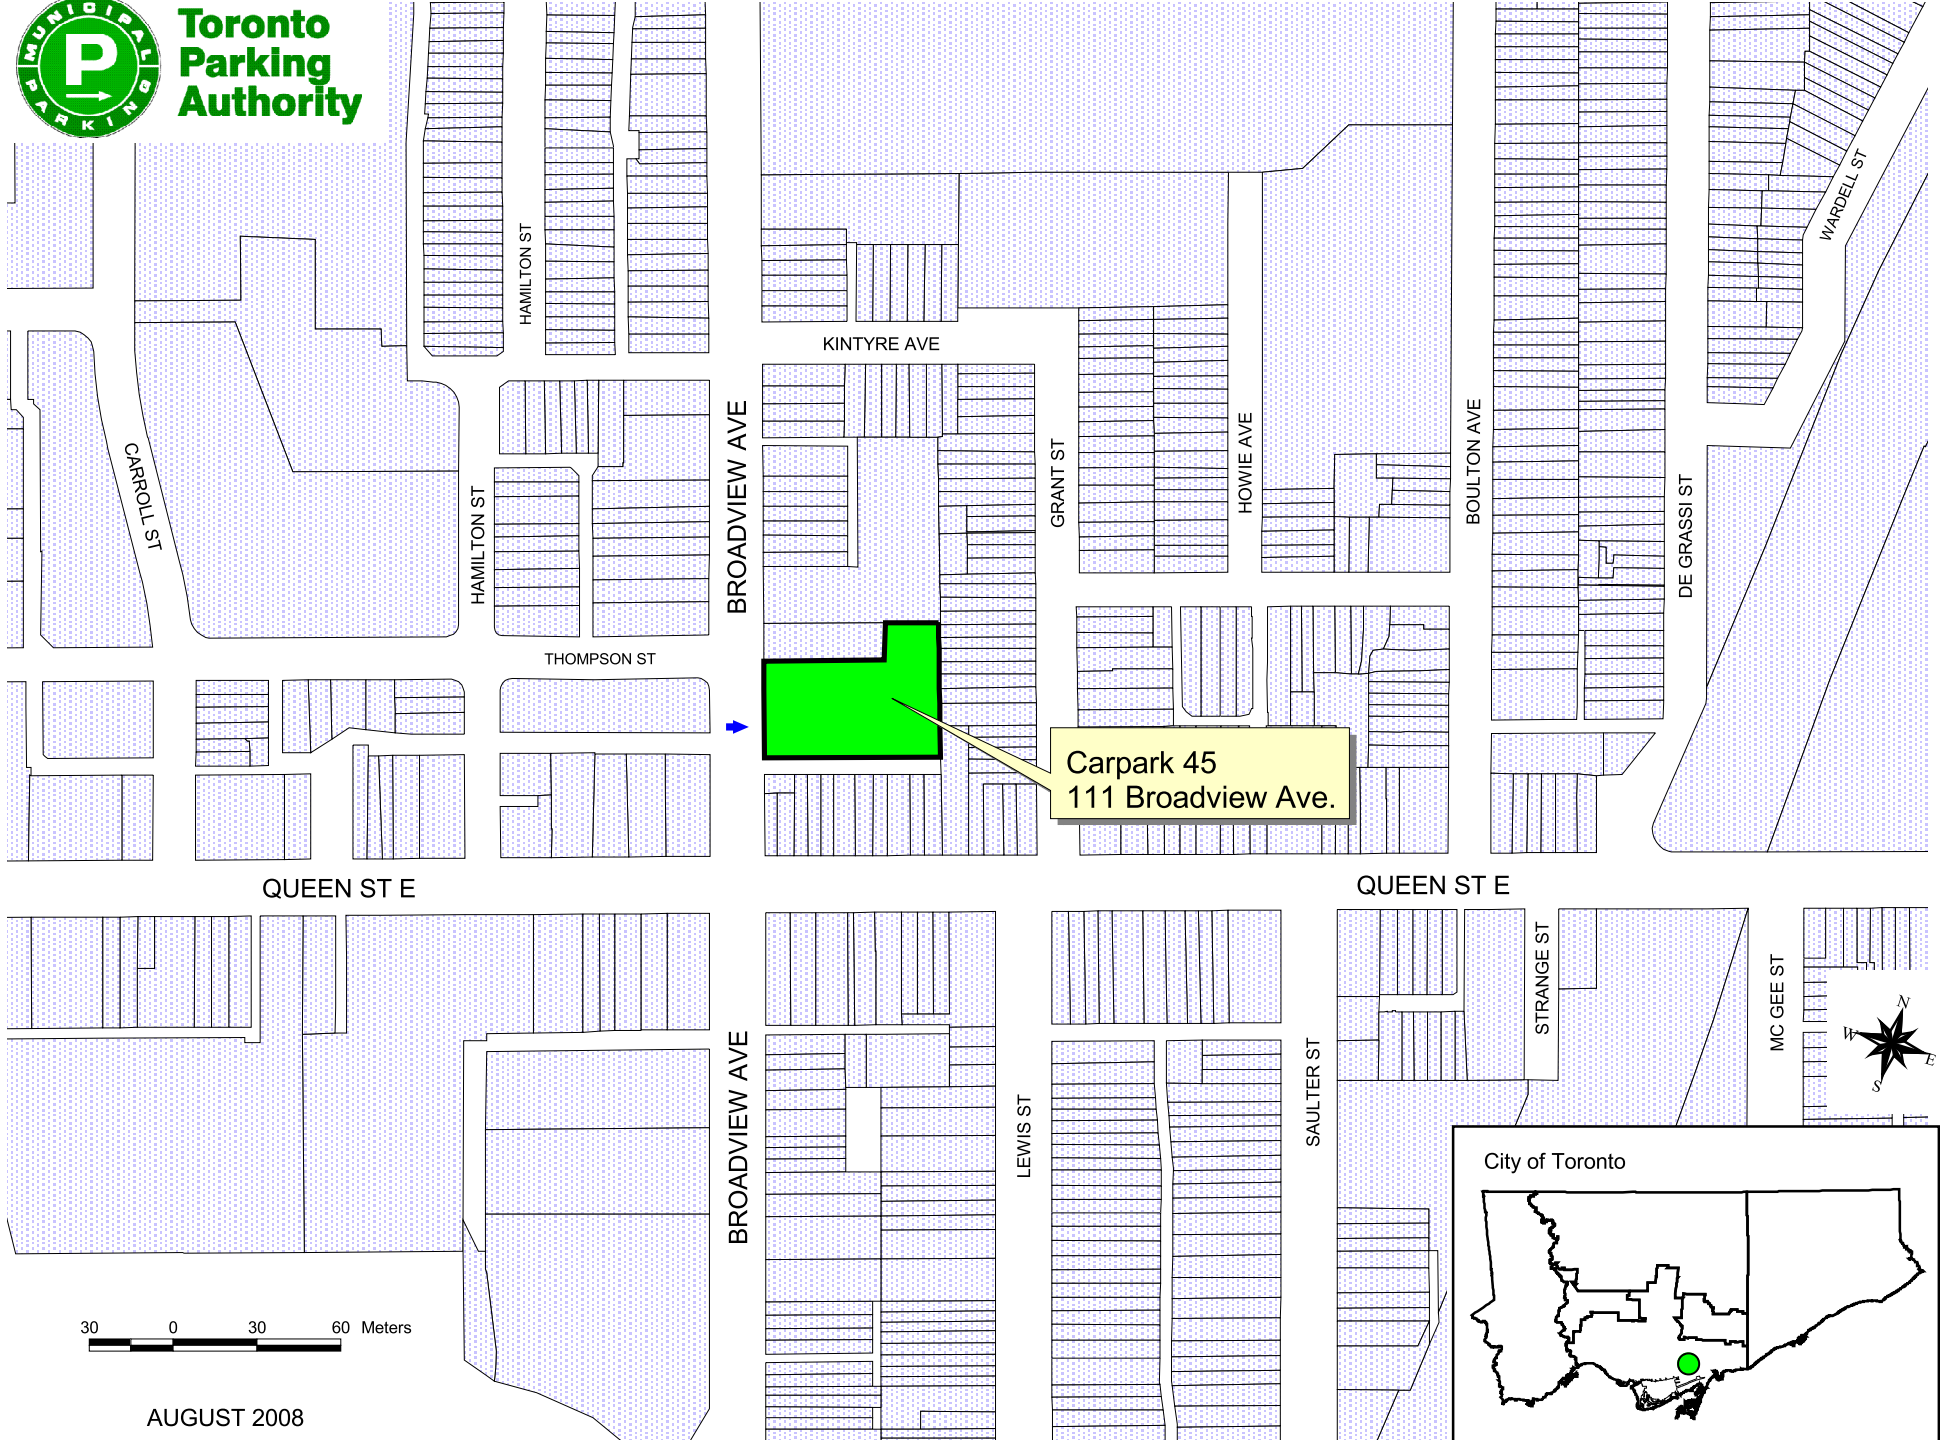 MUNICIPAL
P
PARKING
Toronto
Parking
Authority
HAMILTON ST
WARDELL ST
KINTYRE AVE
BROADVIEW AVE
CARROLL ST
HAMILTON ST
GRANT ST
HOWIE AVE
BOULTON AVE
DE GRASSI ST
THOMPSON ST
Carpark 45
111 Broadview Ave.
QUEEN ST E
QUEEN ST E
BROADVIEW AVE
LEWIS ST
SAULTER ST
STRANGE ST
MC GEE ST
N
W
E
S
City of Toronto
30 0 30 60 Meters
AUGUST 2008